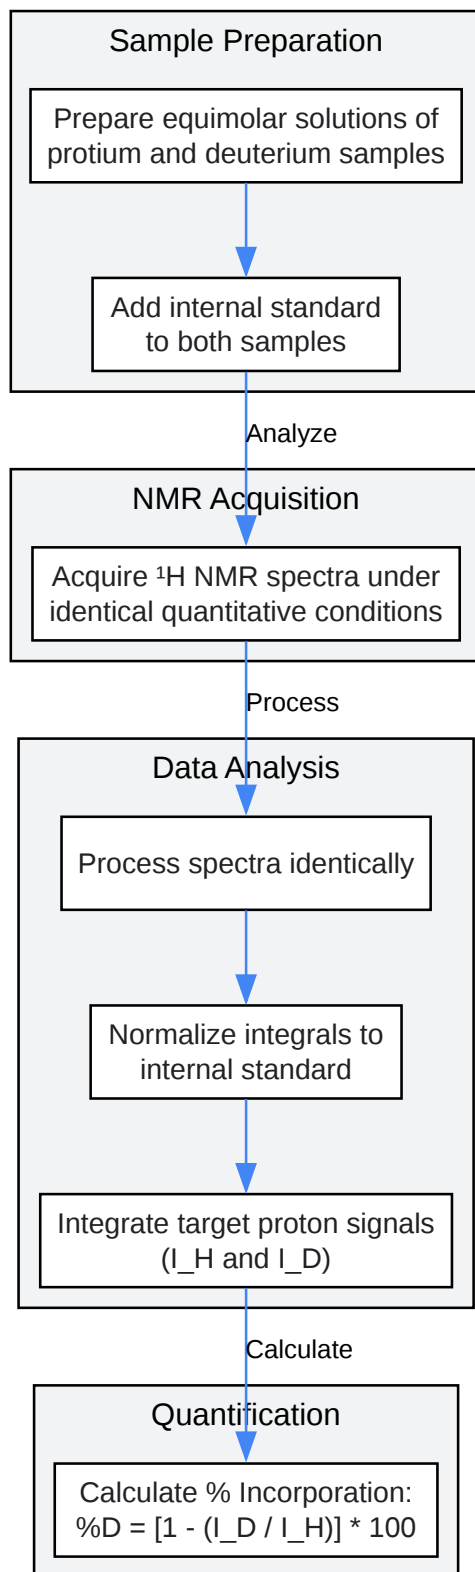 Sample Preparation
Prepare equimolar solutions of
protium and deuterium samples
Add internal standard
to both samples
Analyze
NMR Acquisition
Acquire ¹H NMR spectra under
identical quantitative conditions
Process
Data Analysis
Process spectra identically
Normalize integrals to
internal standard
Integrate target proton signals
(I_H and I_D)
Calculate
Quantification
Calculate % Incorporation:
%D = [1 - (I_D / I_H)] * 100